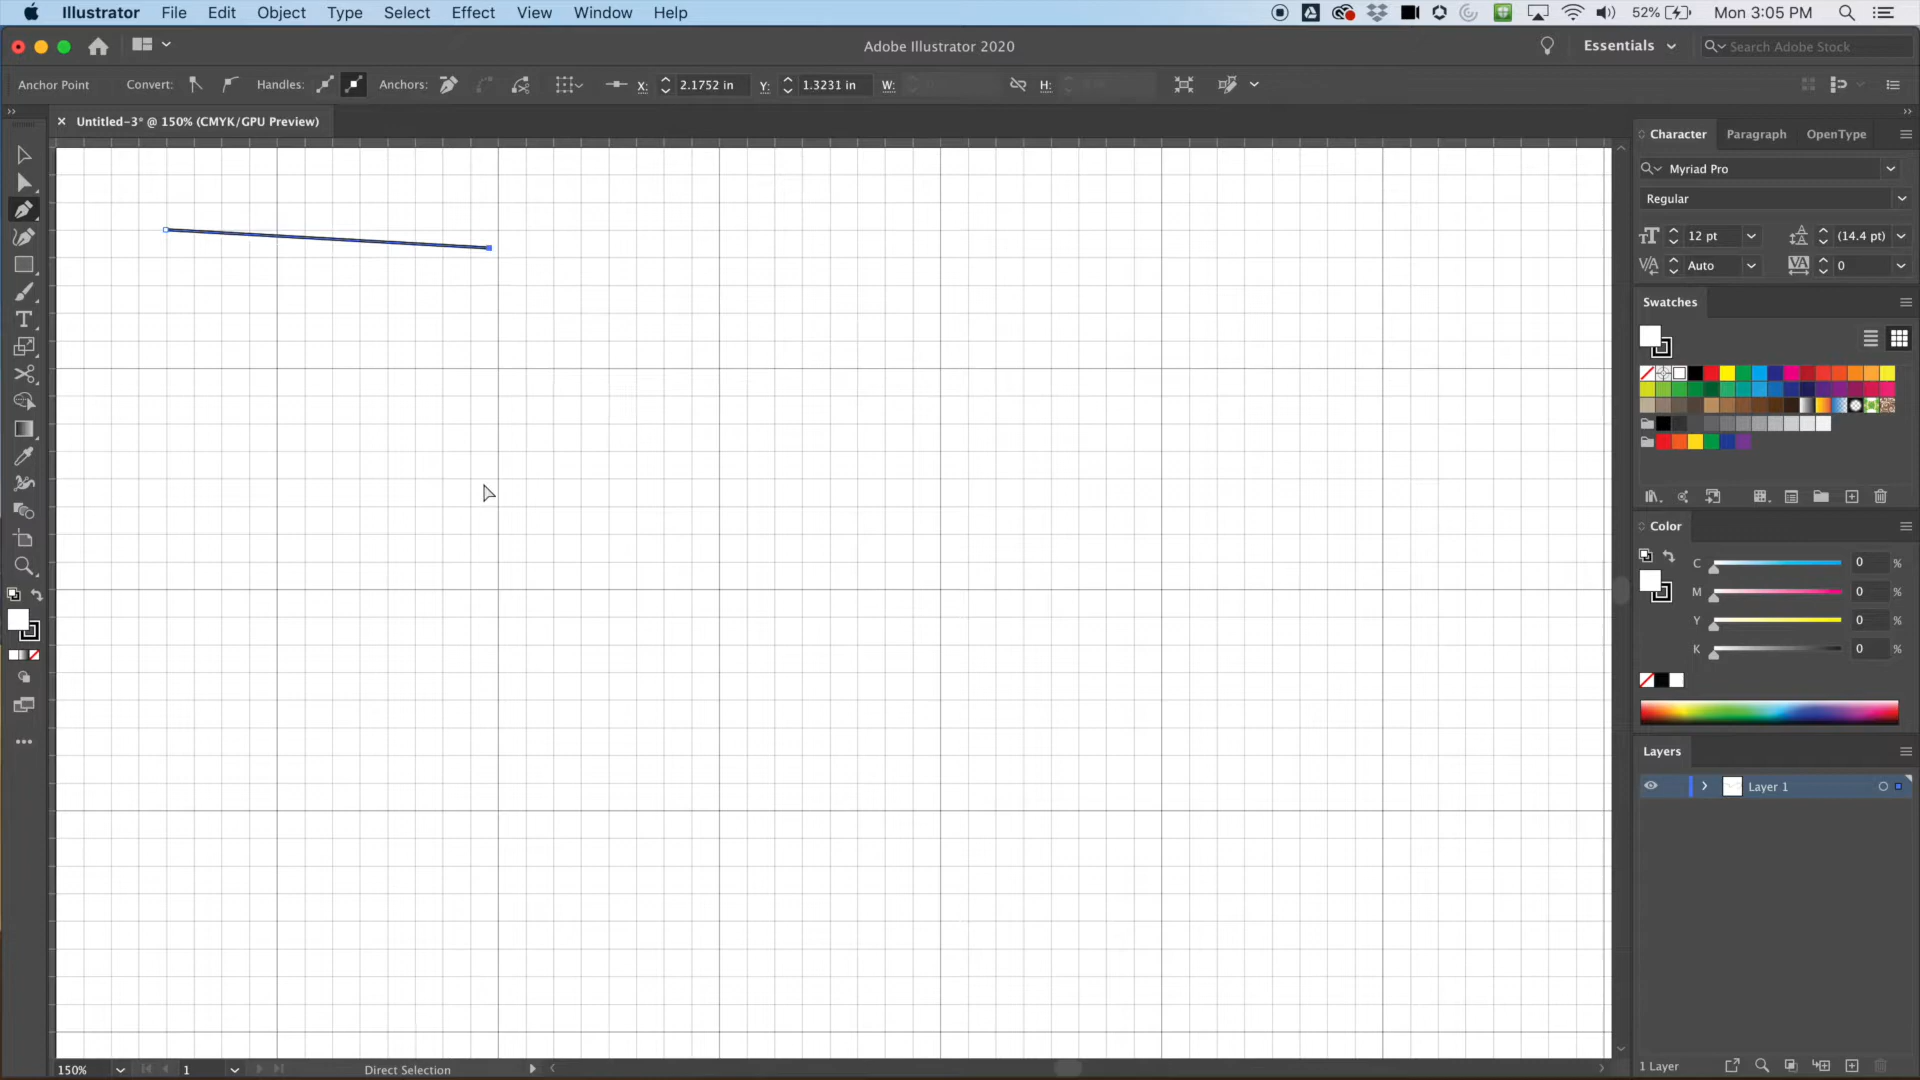 Illustrator File Edit Object Type Select Effect View Window Help 52% Mon 3:05 PM
Adobe Illustrator 2020 Essentials Search Adobe Stock
Anchor Point Convert: Handles: Anchors: X: 2.1752 in Y: 1.3231 in W: H:
Untitled-3* @ 150% (CMYK/GPU Preview)
Character Paragraph OpenType
Myriad Pro
Regular
12 pt (14.4 pt)
Auto 0
Swatches
Color
C 0 %
M 0 %
Y 0 %
K 0 %
Layers
Layer 1
150% 1 Direct Selection 1 Layer